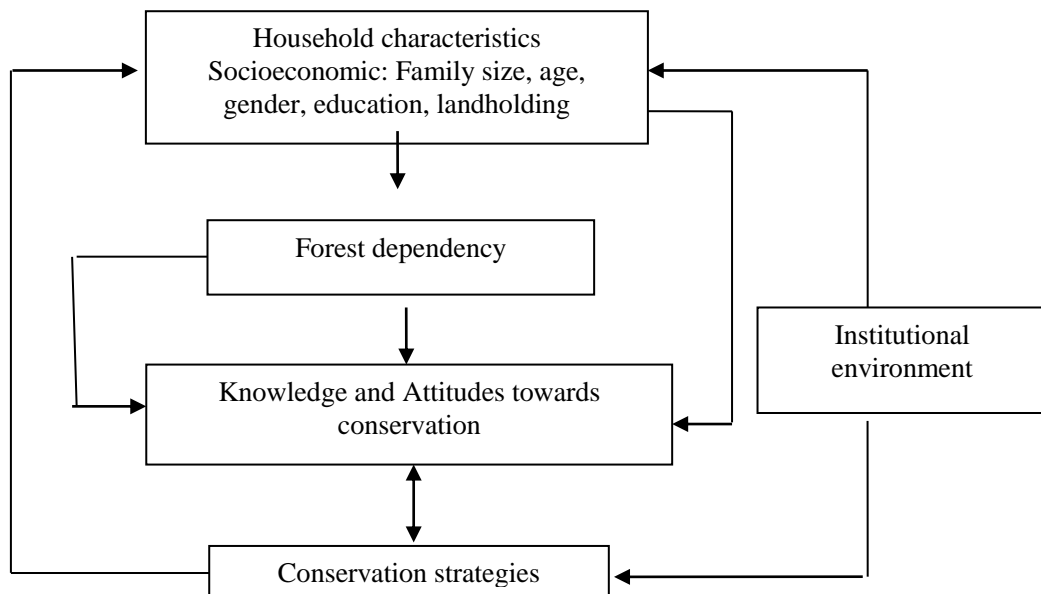 Household characteristics
Socioeconomic: Family size, age,
gender, education, landholding
Forest dependency
Institutional
environment
Knowledge and Attitudes towards
conservation
Conservation strategies